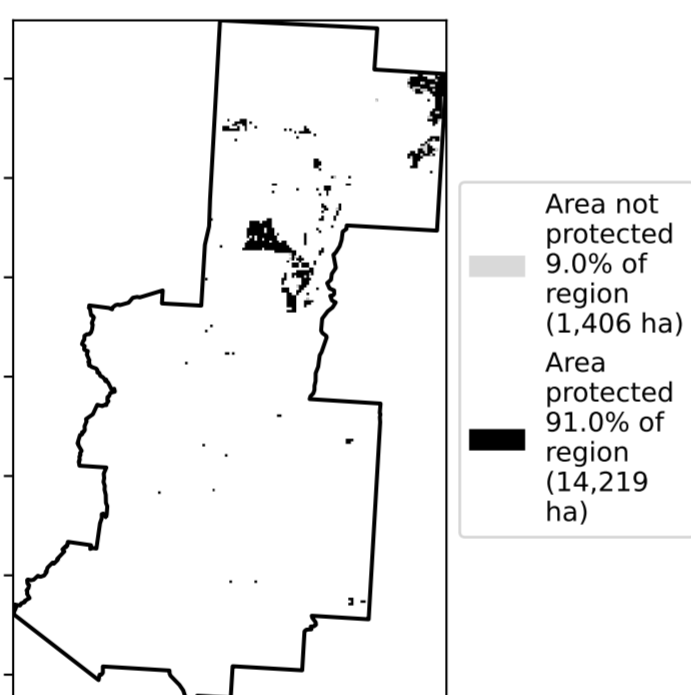 Area not
protected
9.0% of
region
(1,406 ha)
Area
protected
91.0% of
region
(14,219
ha)